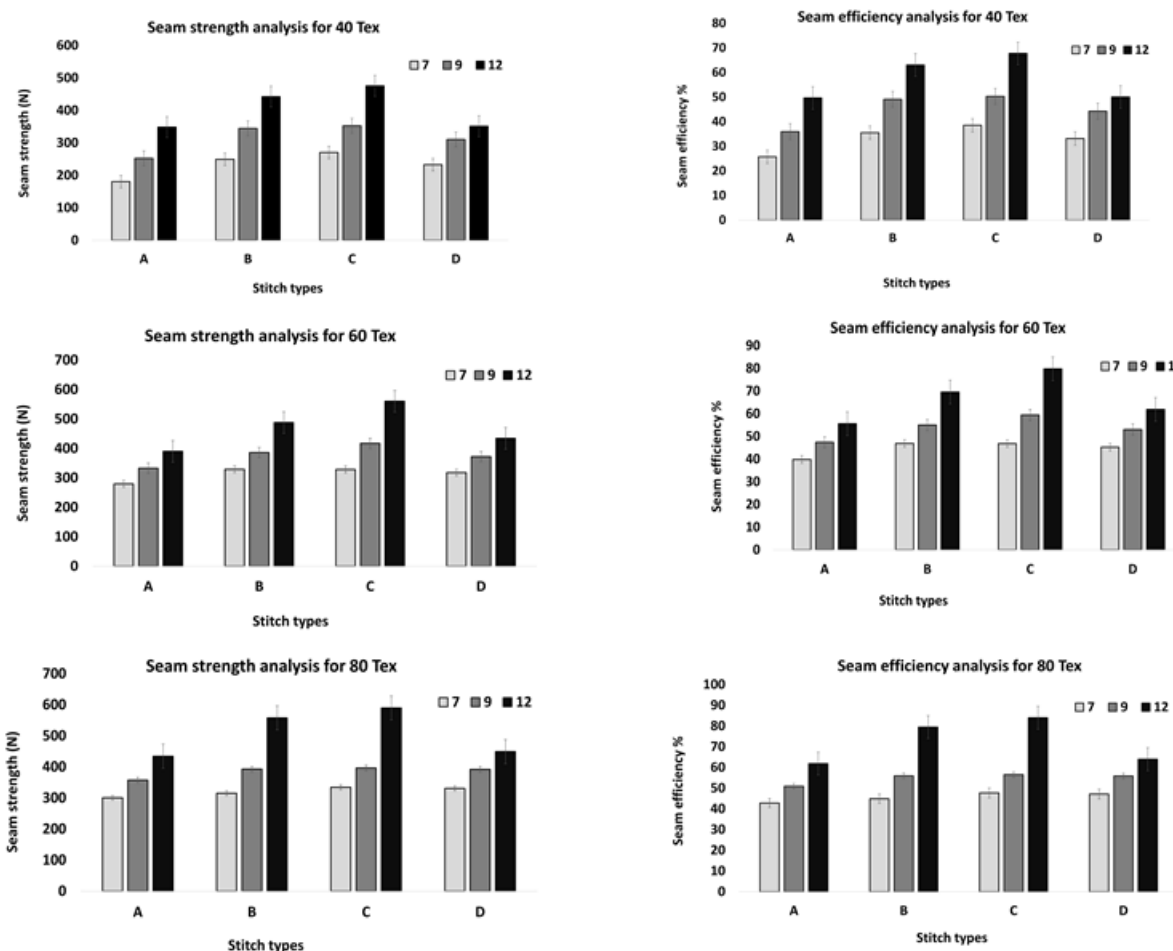 Seam strength analysis for 40 Tex
600
500
400
300
200
100
0
Seam strength (N)
7 9 12
A B C D
Stitch types
Seam efficiency analysis for 40 Tex
80
70
60
50
40
30
20
10
0
Seam efficiency %
7 9 12
A B C D
Stitch types
Seam strength analysis for 60 Tex
700
600
500
400
300
200
100
0
Seam strength (N)
7 9 12
A B C D
Stitch types
Seam efficiency analysis for 60 Tex
90
80
70
60
50
40
30
20
10
0
Seam efficiency %
7 9 1
A B C D
Stitch types
Seam strength analysis for 80 Tex
700
600
500
400
300
200
100
0
Seam strength (N)
7 9 12
A B C D
Stitch types
Seam efficiency analysis for 80 Tex
100
90
80
70
60
50
40
30
20
10
0
Seam efficiency %
7 9 12
A B C D
Stitch types